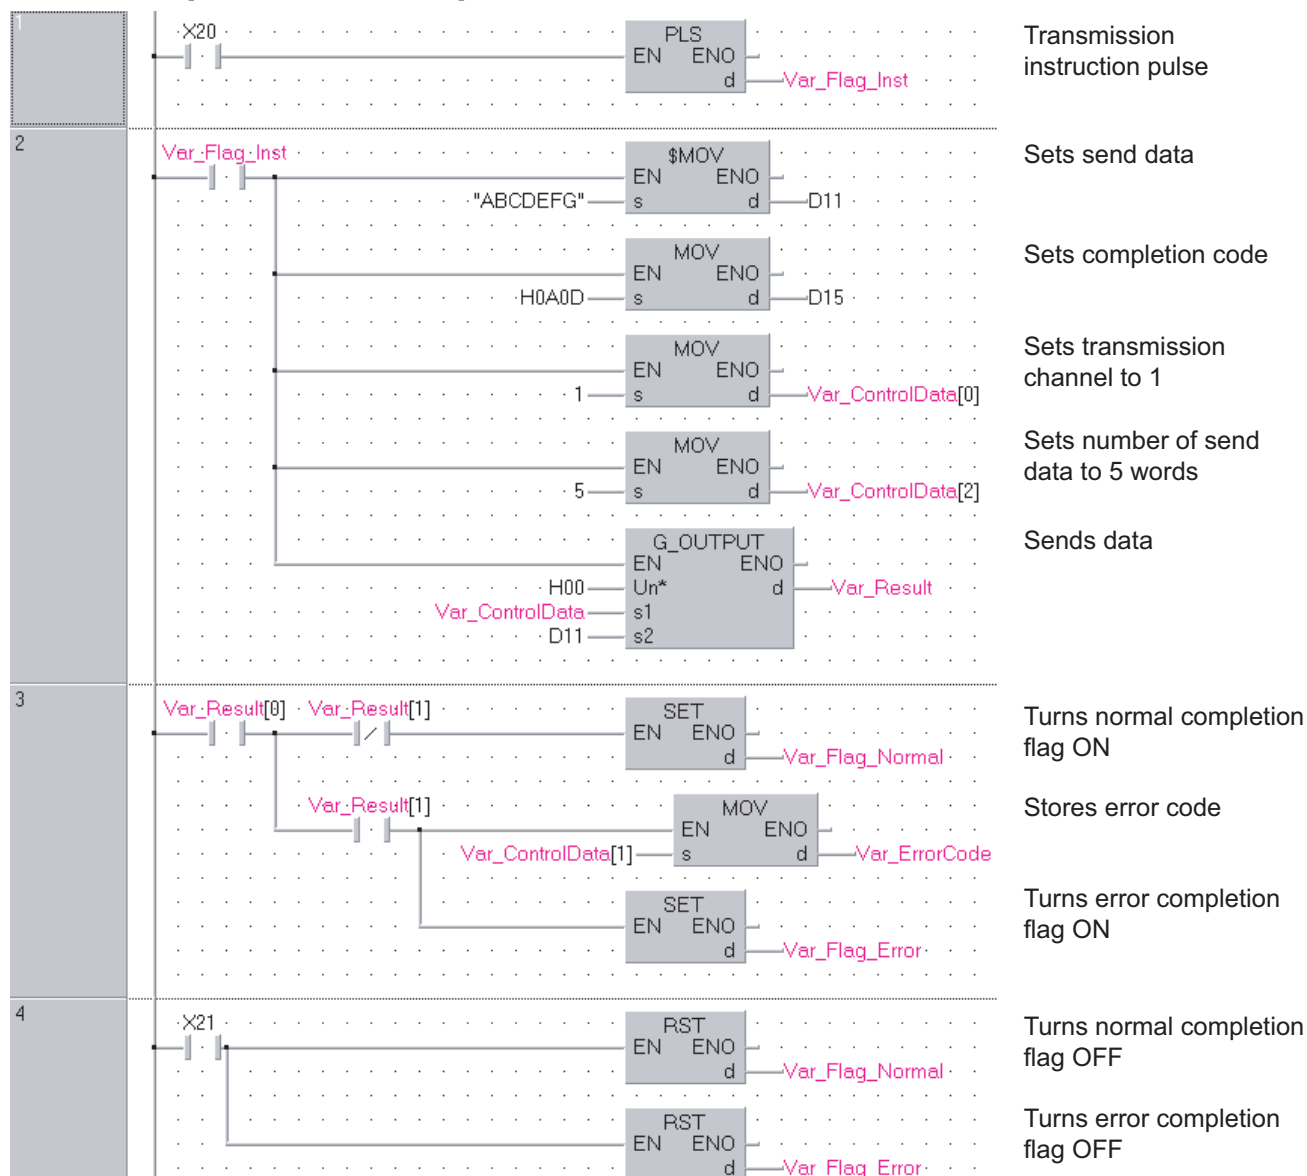 1
X20
PLS
EN ENO
d
Var_Flag_Inst
Transmission
instruction pulse
2
Var_Flag_Inst
$MOV
EN ENO
"ABCDEFG"
s d
D11
Sets send data
MOV
EN ENO
H0A0D
s d
D15
Sets completion code
MOV
EN ENO
1
s d
Var_ControlData[0]
Sets transmission
channel to 1
MOV
EN ENO
5
s d
Var_ControlData[2]
Sets number of send
data to 5 words
G_OUTPUT
EN ENO
H00
Un* d
Var_Result
Var_ControlData
s1
D11
s2
Sends data
3
Var_Result[0]
Var_Result[1]
SET
EN ENO
d
Var_Flag_Normal
Turns normal completion
flag ON
Var_Result[1]
MOV
EN ENO
Var_ControlData[1]
s d
Var_ErrorCode
Stores error code
SET
EN ENO
d
Var_Flag_Error
Turns error completion
flag ON
4
X21
RST
EN ENO
d
Var_Flag_Normal
Turns normal completion
flag OFF
RST
EN ENO
d
Var_Flag_Error
Turns error completion
flag OFF